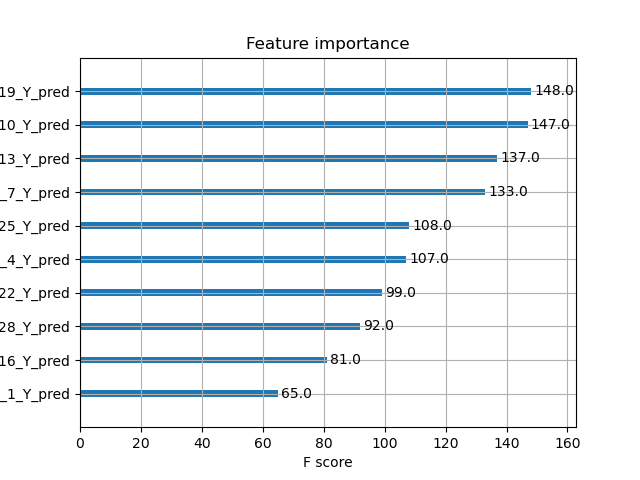 Feature importance
19_Y_pred 148.0
10_Y_pred 147.0
13_Y_pred 137.0
_7_Y_pred 133.0
25_Y_pred 108.0
_4_Y_pred 107.0
22_Y_pred 99.0
28_Y_pred 92.0
16_Y_pred 81.0
_1_Y_pred 65.0
0 20 40 60 80 100 120 140 160
F score